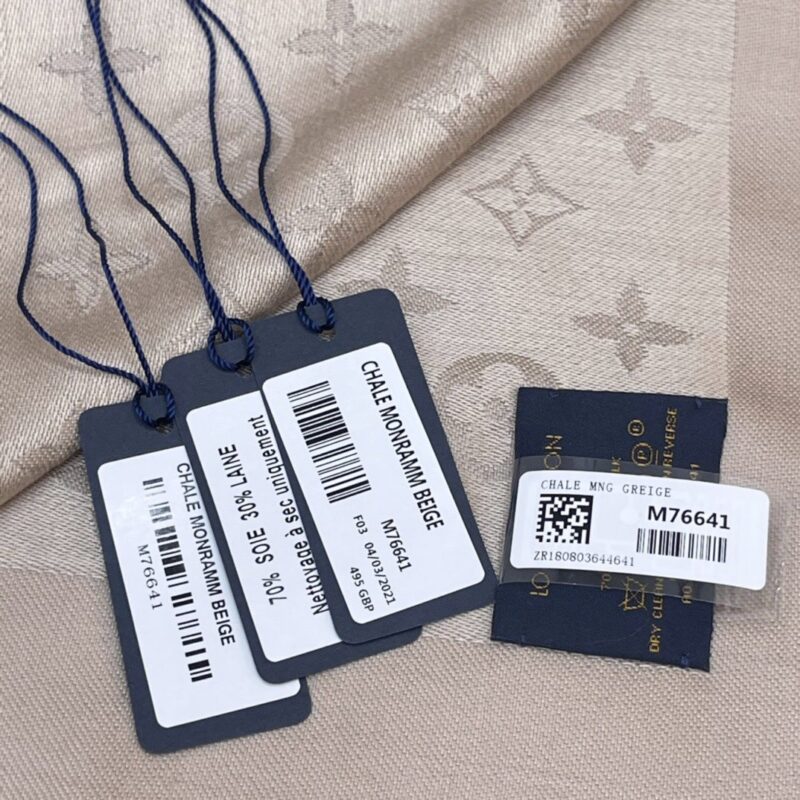 CHALE MONRAMM BEIGE
M76641
70% SOIE 30% LAINE
Nettoyage à sec uniquement
CHALE MONRAMM BEIGE
M76641
F03 04/03/2021
495 GBP
CHALE MNG GREIGE
M76641
ZR180803644641
DRY CLEAN
REVERSE